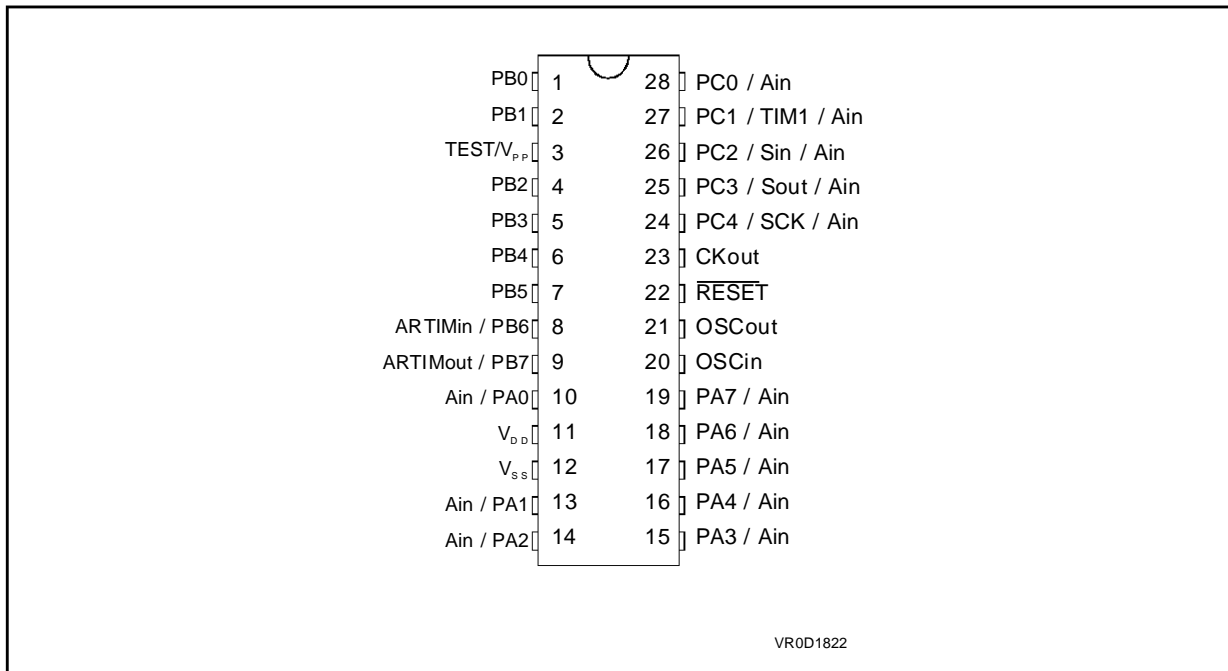 PB0 1 28 PC0 / Ain
PB1 2 27 PC1 / TIM1 / Ain
TEST/VPP 3 26 PC2 / Sin / Ain
PB2 4 25 PC3 / Sout / Ain
PB3 5 24 PC4 / SCK / Ain
PB4 6 23 CKout
PB5 7 22 RESET
ARTIMin / PB6 8 21 OSCout
ARTIMout / PB7 9 20 OSCin
Ain / PA0 10 19 PA7 / Ain
VDD 11 18 PA6 / Ain
VSS 12 17 PA5 / Ain
Ain / PA1 13 16 PA4 / Ain
Ain / PA2 14 15 PA3 / Ain
VR0D1822